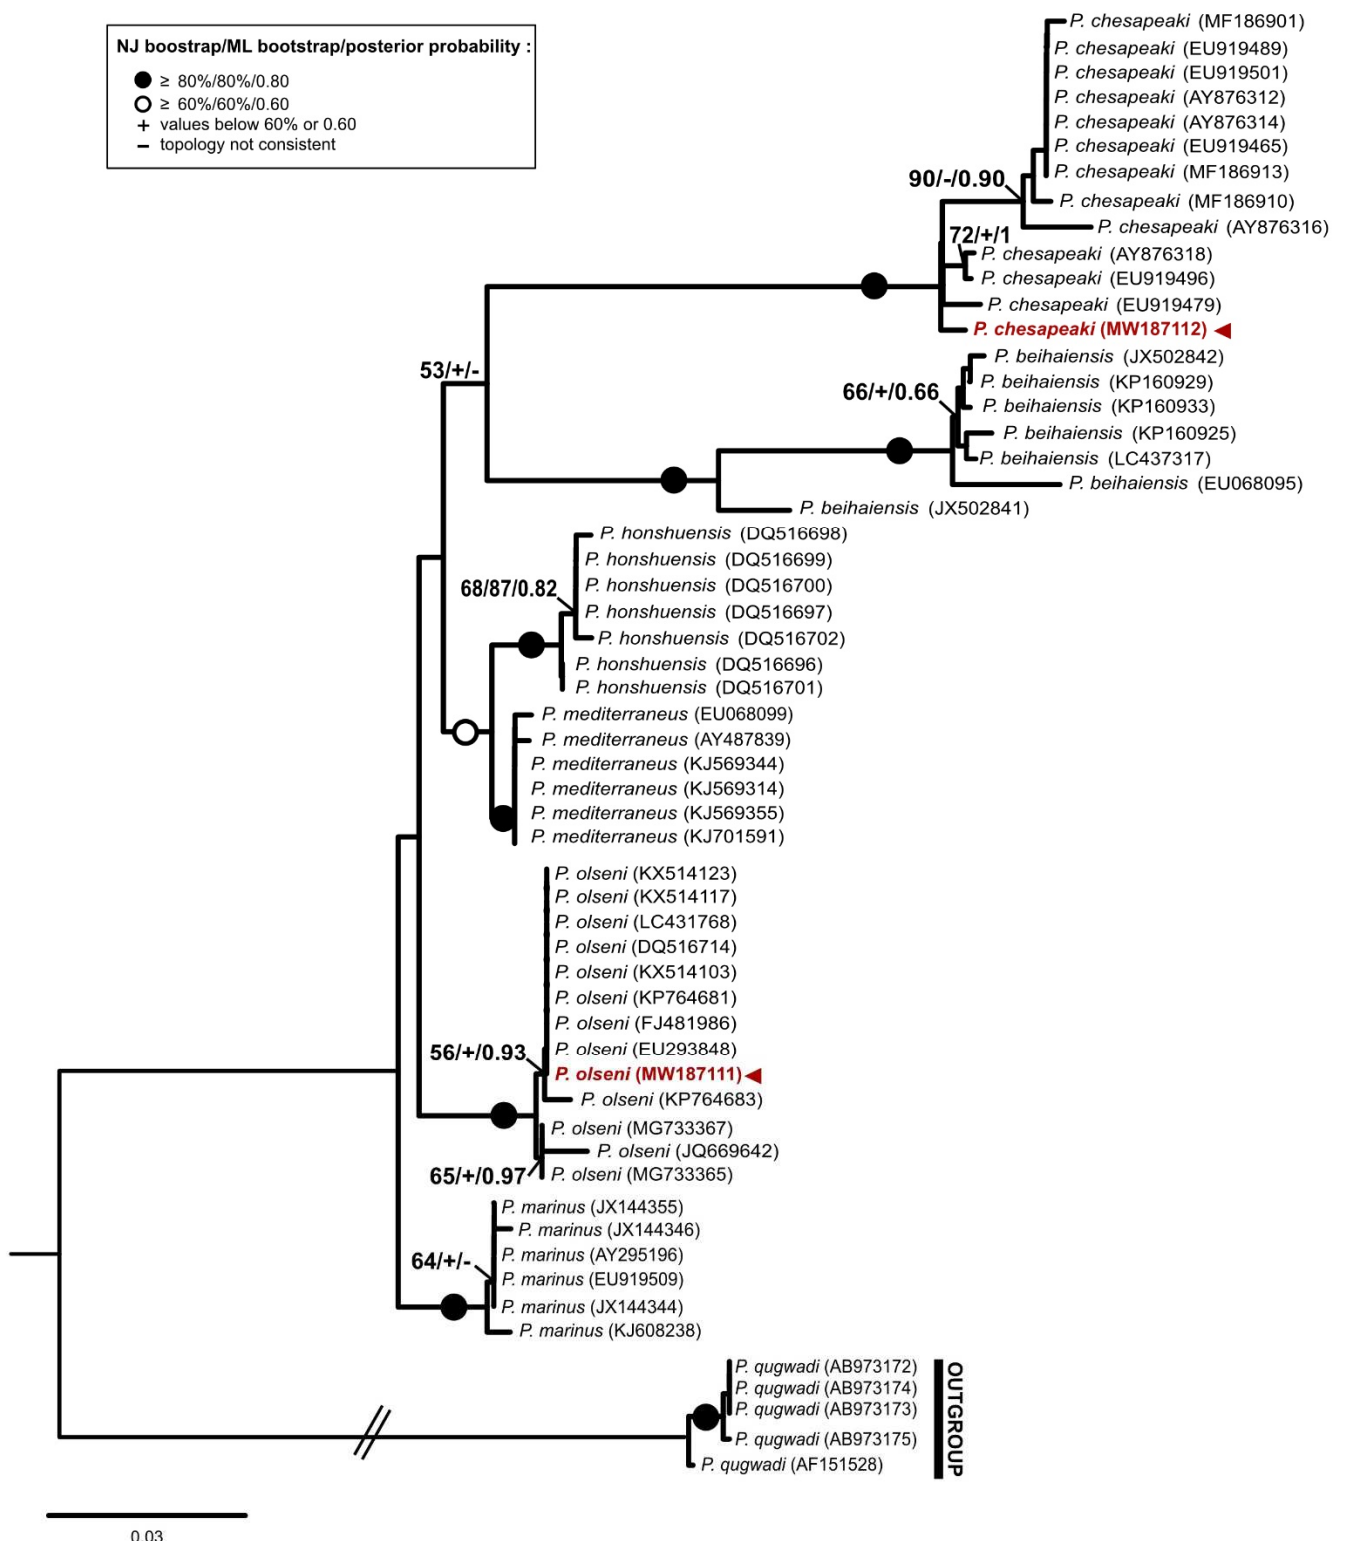 NJ boostrap/ML bootstrap/posterior probability :
≥ 80%/80%/0.80
≥ 60%/60%/0.60
+ values below 60% or 0.60
− topology not consistent
P. chesapeaki (MF186901)
P. chesapeaki (EU919489)
P. chesapeaki (EU919501)
P. chesapeaki (AY876312)
P. chesapeaki (AY876314)
P. chesapeaki (EU919465)
P. chesapeaki (MF186913)
90/-/0.90
P. chesapeaki (MF186910)
P. chesapeaki (AY876316)
72/+/1
P. chesapeaki (AY876318)
P. chesapeaki (EU919496)
P. chesapeaki (EU919479)
P. chesapeaki (MW187112)
P. beihaiensis (JX502842)
53/+/-
P. beihaiensis (KP160929)
66/+/0.66
P. beihaiensis (KP160933)
P. beihaiensis (KP160925)
P. beihaiensis (LC437317)
P. beihaiensis (EU068095)
P. beihaiensis (JX502841)
P. honshuensis (DQ516698)
P. honshuensis (DQ516699)
68/87/0.82
P. honshuensis (DQ516700)
P. honshuensis (DQ516697)
P. honshuensis (DQ516702)
P. honshuensis (DQ516696)
P. honshuensis (DQ516701)
P. mediterraneus (EU068099)
P. mediterraneus (AY487839)
P. mediterraneus (KJ569344)
P. mediterraneus (KJ569314)
P. mediterraneus (KJ569355)
P. mediterraneus (KJ701591)
P. olseni (KX514123)
P. olseni (KX514117)
P. olseni (LC431768)
P. olseni (DQ516714)
P. olseni (KX514103)
P. olseni (KP764681)
P. olseni (FJ481986)
56/+/0.93
P. olseni (EU293848)
P. olseni (MW187111)
P. olseni (KP764683)
P. olseni (MG733367)
P. olseni (JQ669642)
65/+/0.97
P. olseni (MG733365)
P. marinus (JX144355)
P. marinus (JX144346)
64/+/-
P. marinus (AY295196)
P. marinus (EU919509)
P. marinus (JX144344)
P. marinus (KJ608238)
P. qugwadi (AB973172)
P. qugwadi (AB973174)
P. qugwadi (AB973173)
P. qugwadi (AB973175)
P. qugwadi (AF151528)
OUTGROUP
0.03